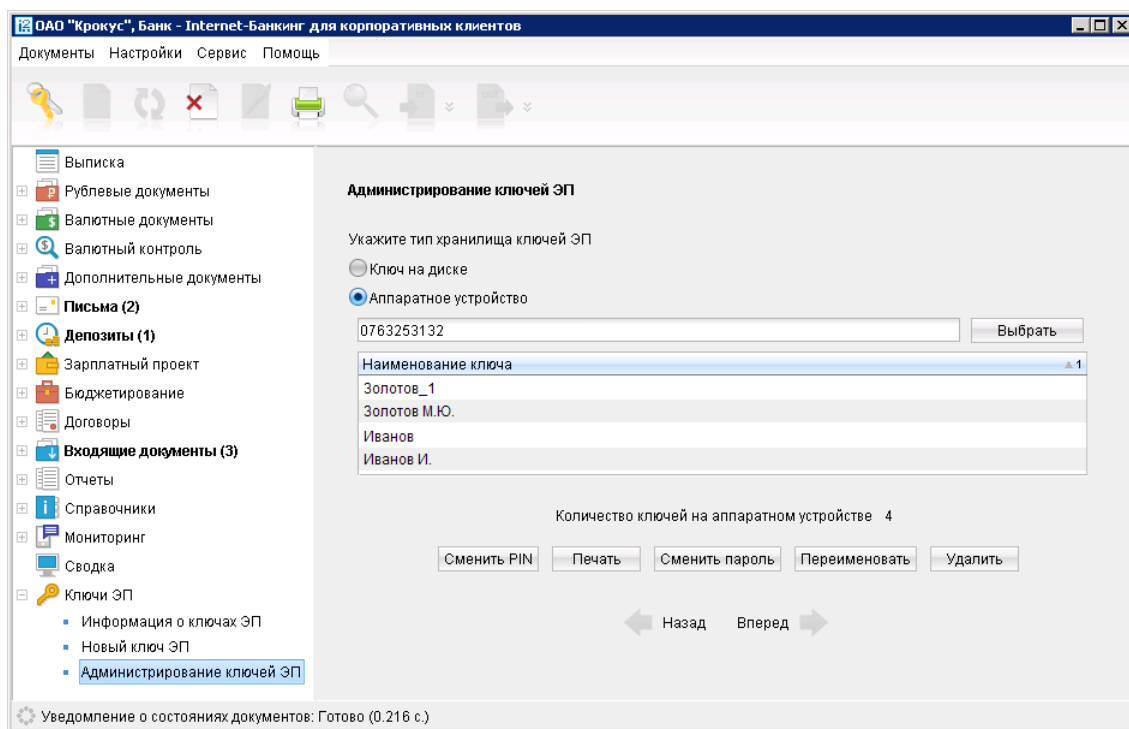 ОАО "Крокус", Банк - Internet-Банкинг для корпоративных клиентов
Документы Настройки Сервис Помощь
Выписка
Рублевые документы
Валютные документы
Валютный контроль
Дополнительные документы
Письма (2)
Депозиты (1)
Зарплатный проект
Бюджетирование
Договоры
Входящие документы (3)
Отчеты
Справочники
Мониторинг
Сводка
Ключи ЭП
Информация о ключах ЭП
Новый ключ ЭП
Администрирование ключей ЭП
Администрирование ключей ЭП
Укажите тип хранилища ключей ЭП
Ключ на диске
Аппаратное устройство
0763253132 Выбрать
Наименование ключа 1
Золотов_1
Золотов М.Ю.
Иванов
Иванов И.
Количество ключей на аппаратном устройстве 4
Сменить PIN Печать Сменить пароль Переименовать Удалить
Назад Вперед
Уведомление о состояниях документов: Готово (0.216 с.)